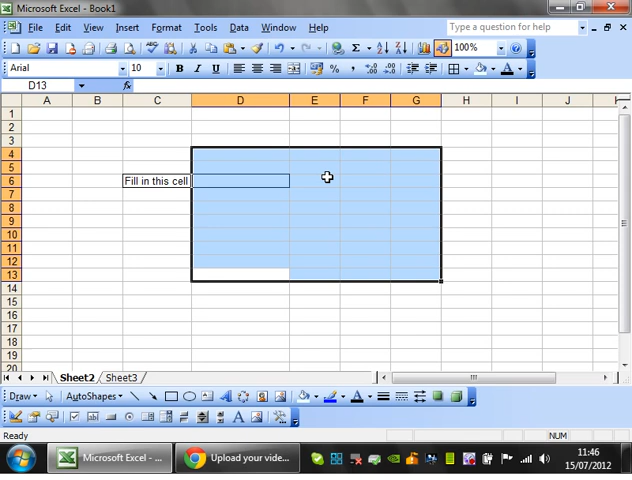 Microsoft Excel - Book1
File Edit View Insert Format Tools Data Window Help
Type a question for help
100%
Arial 10 B I U
D13 fx
A B C D E F G H I J K
1
2
3
4
5
6 Fill in this cell
7
8
9
10
11
12
13
14
15
16
17
18
19
20
Sheet2 Sheet3
Draw AutoShapes
Ready NUM
Microsoft Excel - ... Upload your vide... 11:46
15/07/2012